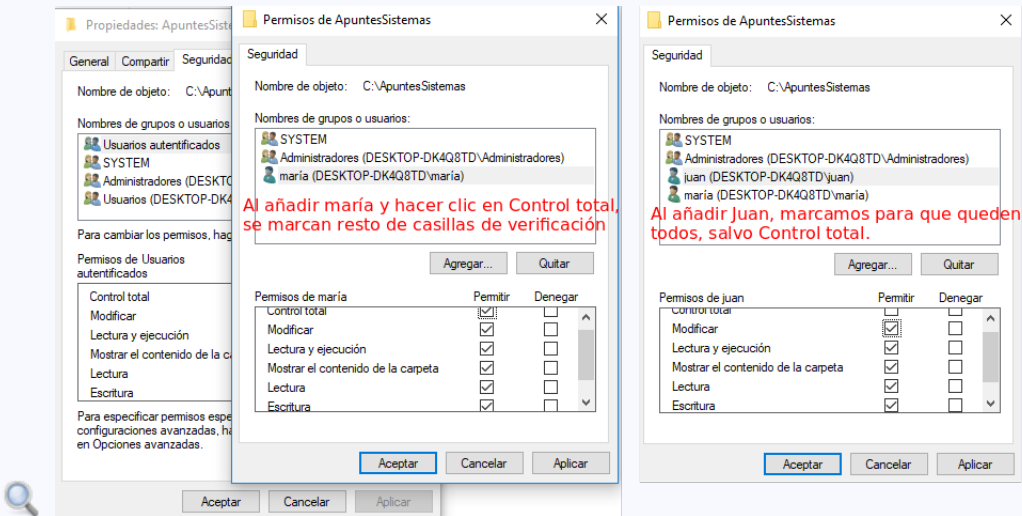 Propiedades: ApuntesSiste
General Compartir Seguridad
Nombre de objeto: C:\Apunt
Nombres de grupos o usuarios
Usuarios autentificados
SYSTEM
Administradores (DESKTO
Usuarios (DESKTOP-DK4
Para cambiar los permisos, hag
Permisos de Usuarios
autentificados
Control total
Modificar
Lectura y ejecución
Mostrar el contenido de la ca
Lectura
Escritura
Para especificar permisos espe
configuraciones avanzadas, ha
en Opciones avanzadas.
Aceptar Cancelar Aplicar
Permisos de ApuntesSistemas
Seguridad
Nombre de objeto: C:\ApuntesSistemas
Nombres de grupos o usuarios:
SYSTEM
Administradores (DESKTOP-DK4Q8TD\Administradores)
maría (DESKTOP-DK4Q8TD\maría)
Al añadir maría y hacer clic en Control total,
se marcan resto de casillas de verificación
Agregar... Quitar
Permisos de maría Permitir Denegar
Control total
Modificar
Lectura y ejecución
Mostrar el contenido de la carpeta
Lectura
Escritura
Aceptar Cancelar Aplicar
Permisos de ApuntesSistemas
Seguridad
Nombre de objeto: C:\ApuntesSistemas
Nombres de grupos o usuarios:
SYSTEM
Administradores (DESKTOP-DK4Q8TD\Administradores)
juan (DESKTOP-DK4Q8TD\juan)
maría (DESKTOP-DK4Q8TD\maría)
Al añadir Juan, marcamos para que queden
todos, salvo Control total.
Agregar... Quitar
Permisos de juan Permitir Denegar
Control total
Modificar
Lectura y ejecución
Mostrar el contenido de la carpeta
Lectura
Escritura
Aceptar Cancelar Aplicar